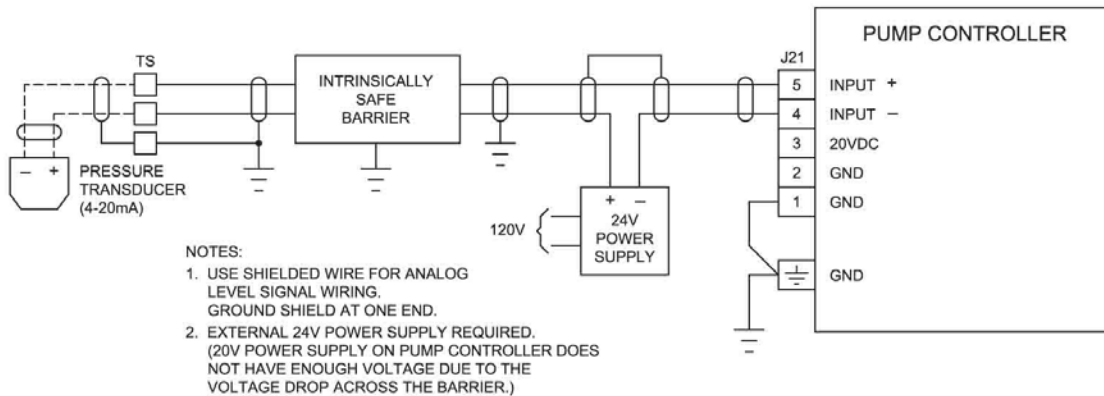 PUMP CONTROLLER
J21
TS
INTRINSICALLY
SAFE
BARRIER
5 INPUT +
4 INPUT −
3 20VDC
2 GND
1 GND
GND
− +
PRESSURE
TRANSDUCER
(4-20mA)
+ −
24V
POWER
SUPPLY
120V
NOTES:
1. USE SHIELDED WIRE FOR ANALOG
LEVEL SIGNAL WIRING.
GROUND SHIELD AT ONE END.
2. EXTERNAL 24V POWER SUPPLY REQUIRED.
(20V POWER SUPPLY ON PUMP CONTROLLER DOES
NOT HAVE ENOUGH VOLTAGE DUE TO THE
VOLTAGE DROP ACROSS THE BARRIER.)